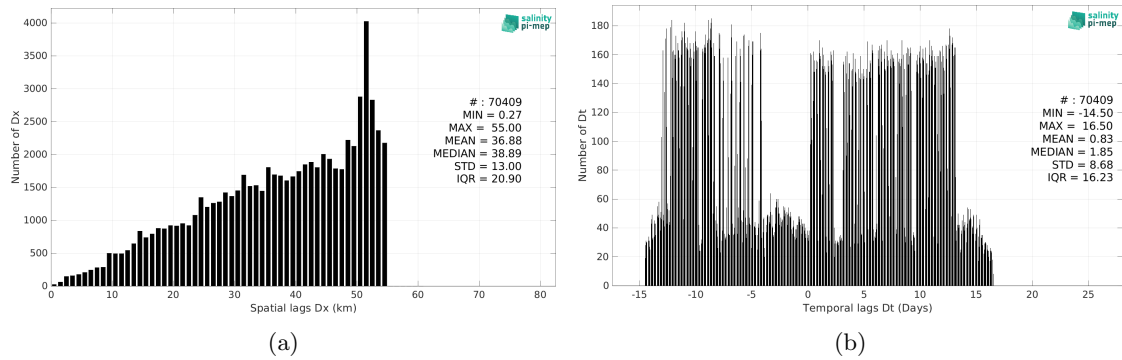 4000
3500
3000
2500
2000
1500
1000
500
0
Number of Dx
0 10 20 30 40 50 60 70 80
Spatial lags Dx (km)
salinity
pi-mep
# : 70409
MIN = 0.27
MAX = 55.00
MEAN = 36.88
MEDIAN = 38.89
STD = 13.00
IQR = 20.90
(a)
180
160
140
120
100
80
60
40
20
0
Number of Dt
-15 -10 -5 0 5 10 15 20 25
Temporal lags Dt (Days)
salinity
pi-mep
# : 70409
MIN = -14.50
MAX = 16.50
MEAN = 0.83
MEDIAN = 1.85
STD = 8.68
IQR = 16.23
(b)